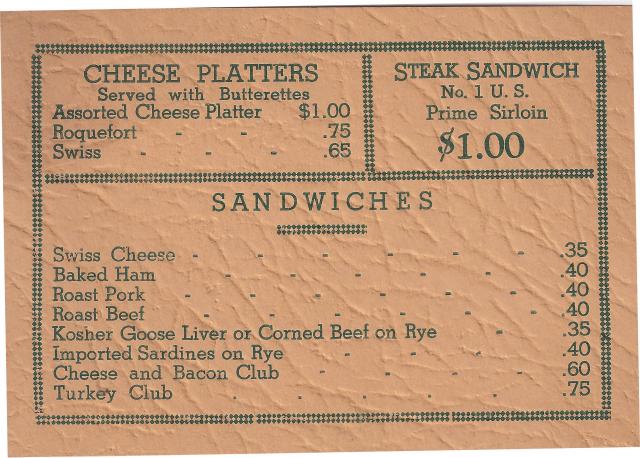 CHEESE PLATTERS
Served with Butterettes
Assorted Cheese Platter $1.00
Roquefort - - .75
Swiss - - - .65
STEAK SANDWICH
No. 1 U. S.
Prime Sirloin
$1.00
SANDWICHES
Swiss Cheese - - - - - - .35
Baked Ham - - - - - - .40
Roast Pork - - - - - - .40
Roast Beef - - - - - - .40
Kosher Goose Liver or Corned Beef on Rye - .35
Imported Sardines on Rye - - - - .40
Cheese and Bacon Club - - - - .60
Turkey Club - - - - - .75